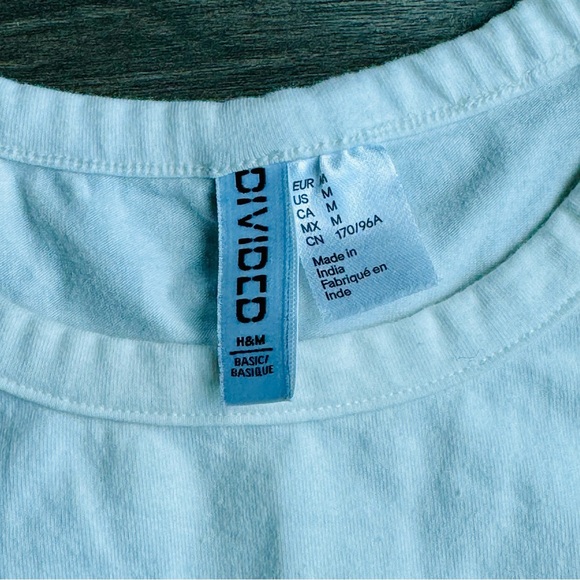 DIVIDED
H&M
BASIC/
BASIQUE
EUR M
US M
CA M
MX M
CN 170/96A
Made in
India
Fabriqué en
Inde